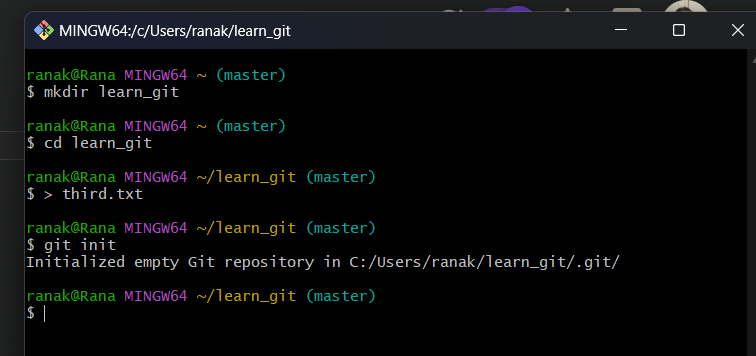 MINGW64:/c/Users/ranak/learn_git
ranak@Rana MINGW64 ~ (master)
$ mkdir learn_git
ranak@Rana MINGW64 ~ (master)
$ cd learn_git
ranak@Rana MINGW64 ~/learn_git (master)
$ > third.txt
ranak@Rana MINGW64 ~/learn_git (master)
$ git init
Initialized empty Git repository in C:/Users/ranak/learn_git/.git/
ranak@Rana MINGW64 ~/learn_git (master)
$